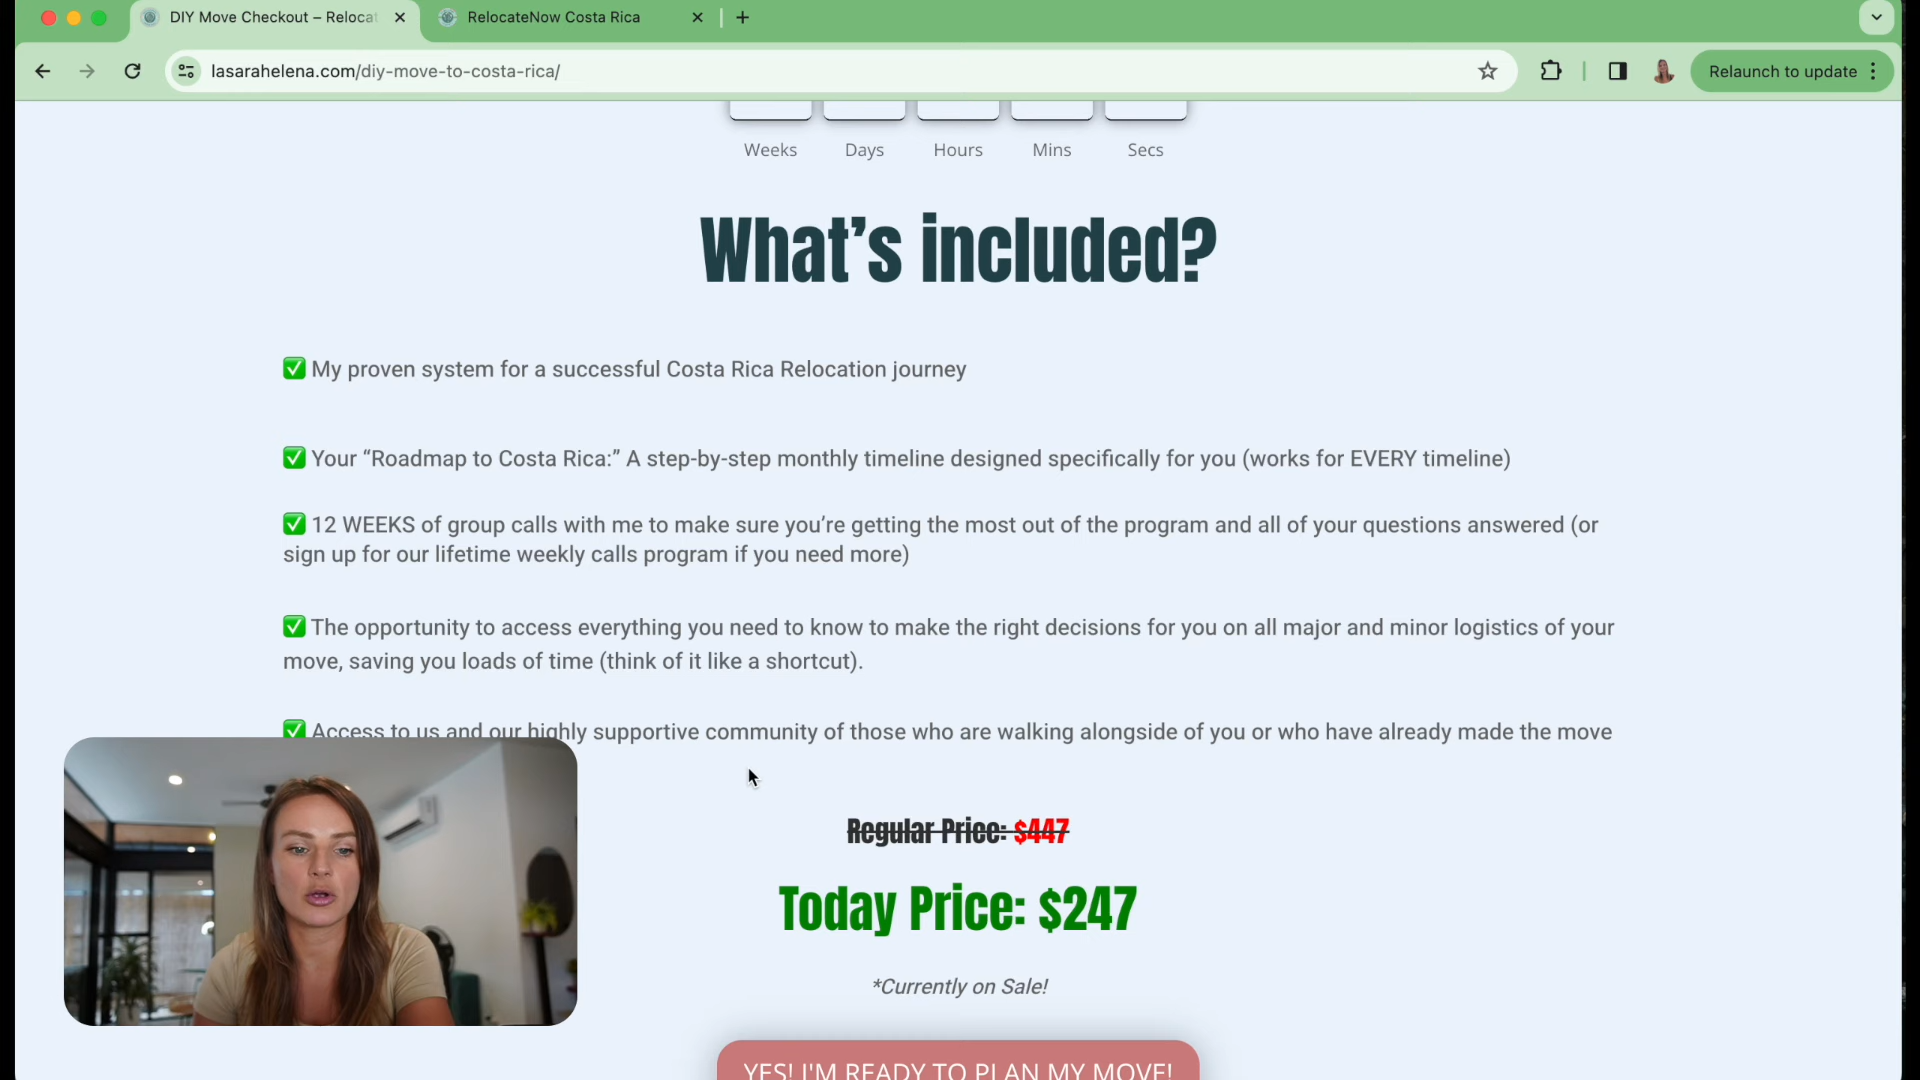 DIY Move Checkout – Relocat
RelocateNow Costa Rica
lasarahelena.com/diy-move-to-costa-rica/
Relaunch to update
Weeks Days Hours Mins Secs
What’s included?
✅ My proven system for a successful Costa Rica Relocation journey
✅ Your “Roadmap to Costa Rica:” A step-by-step monthly timeline designed specifically for you (works for EVERY timeline)
✅ 12 WEEKS of group calls with me to make sure you’re getting the most out of the program and all of your questions answered (or
sign up for our lifetime weekly calls program if you need more)
✅ The opportunity to access everything you need to know to make the right decisions for you on all major and minor logistics of your
move, saving you loads of time (think of it like a shortcut).
✅ Access to us and our highly supportive community of those who are walking alongside of you or who have already made the move
Regular Price: $447
Today Price: $247
*Currently on Sale!
YES! I'M READY TO PLAN MY MOVE!